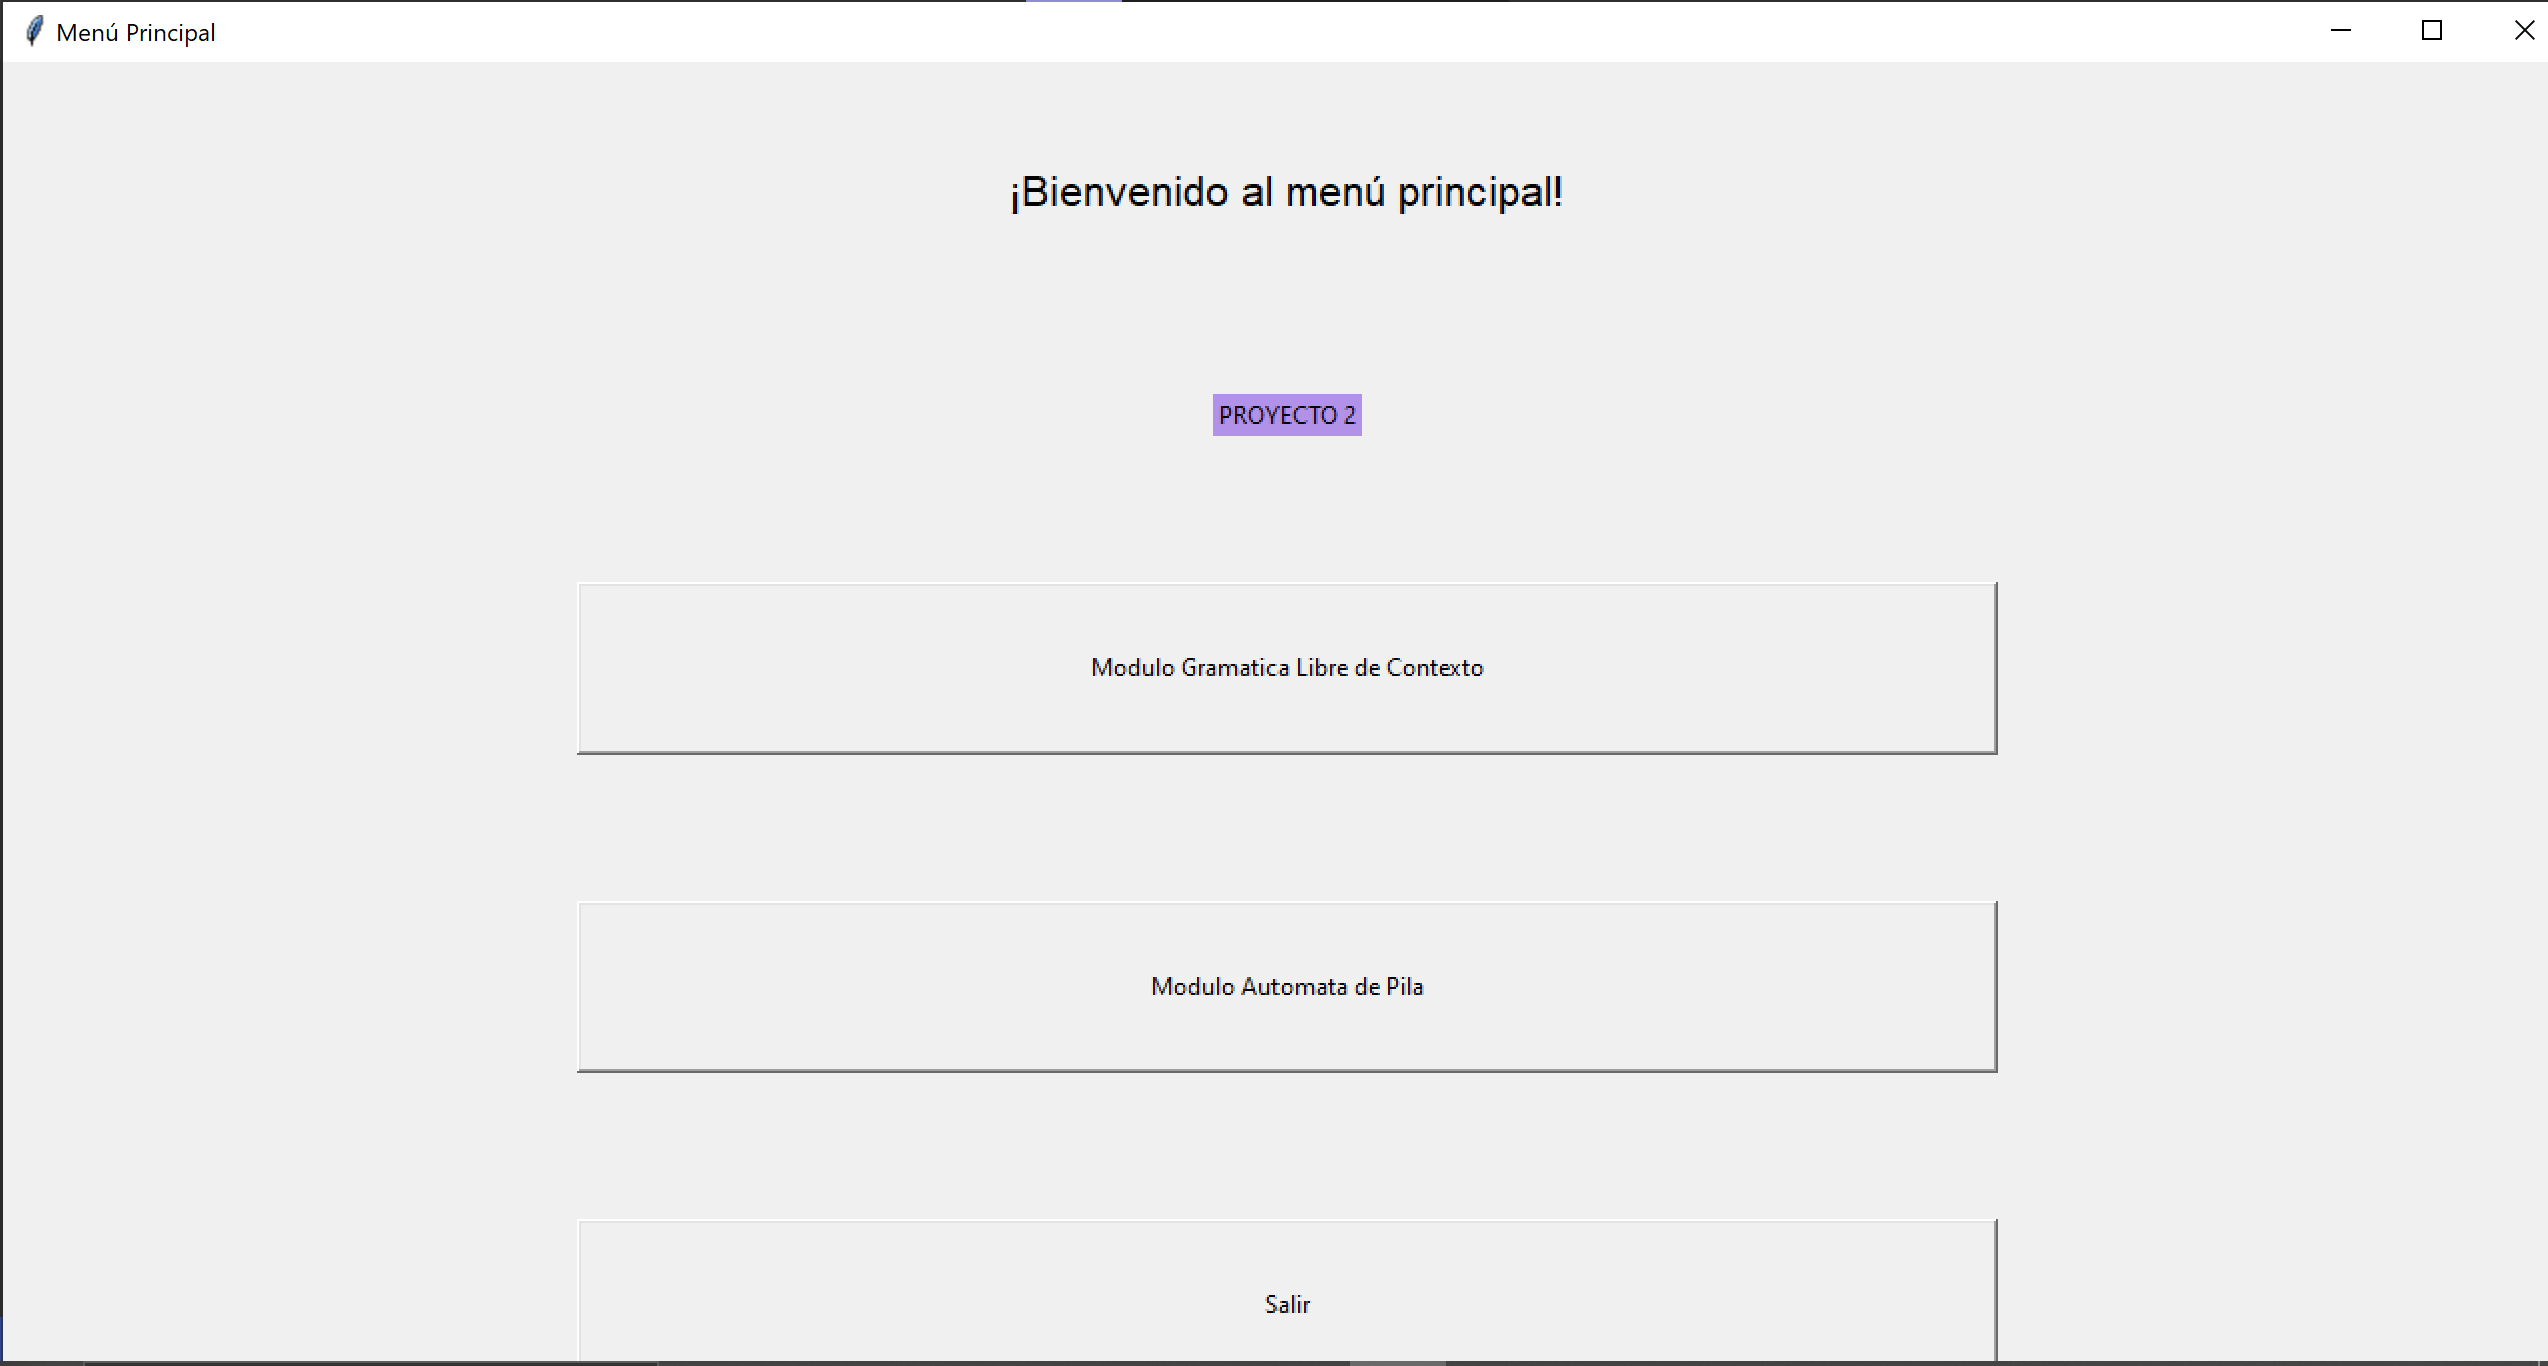 Menú Principal
¡Bienvenido al menú principal!
PROYECTO 2
Modulo Gramatica Libre de Contexto
Modulo Automata de Pila
Salir